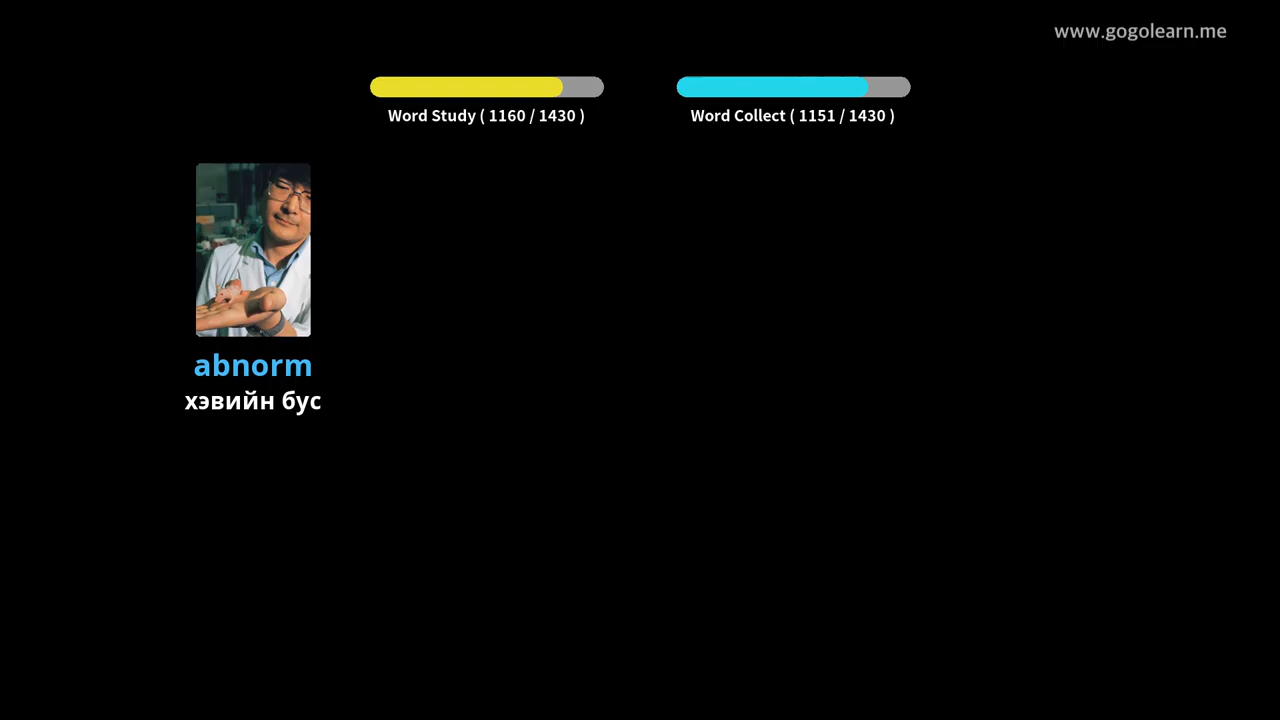 www.gogolearn.me
Word Study ( 1160 / 1430 )
Word Collect ( 1151 / 1430 )
abnorm
хэвийн бус